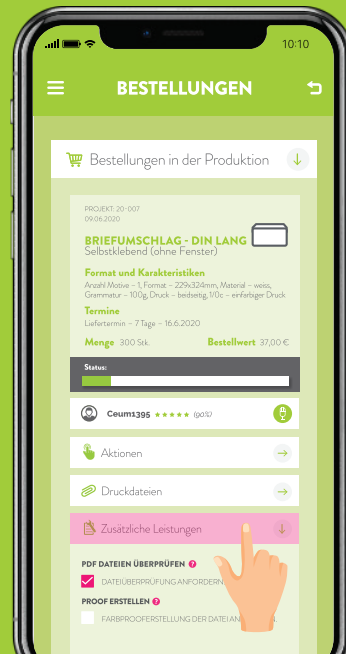 10:10
BESTELLUNGEN
Bestellungen in der Produktion
PROJEKT: 20-007
09.06.2020
BRIEFUMSCHLAG - DIN LANG
Selbstklebend (ohne Fenster)
Format und Karakteristiken
Anzahl Motive – 1, Format – 229x324mm, Material – weiss,
Grammatur – 100g, Druck – beidseitig, 1/0c – einfarbiger Druck
Termine
Liefertermin – 7 Tage – 16.6.2020
Menge 300 Stk. Bestellwert 37,00 €
Status:
Ceum1395 ★★★★★ (90%)
Aktionen
Druckdateien
Zusätzliche Leistungen
PDF DATEIEN ÜBERPRÜFEN ?
DATEIÜBERPRÜFUNG ANFORDERN
PROOF ERSTELLEN ?
FARBPROOFERSTELLUNG DER DATEI